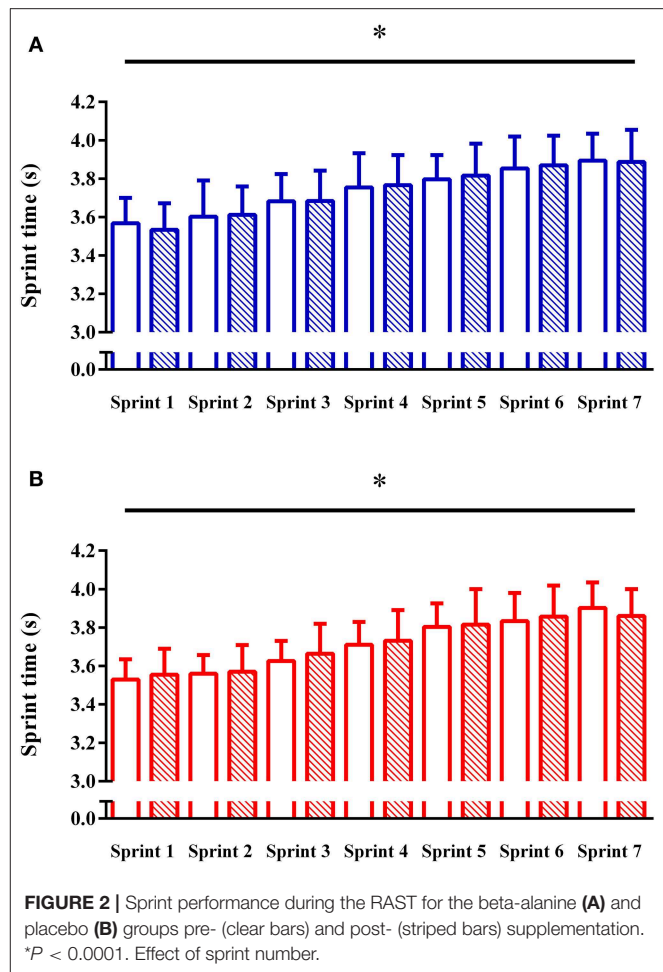 A
*
4.2
4.0
3.8
3.6
3.4
3.2
3.0
0.0
Sprint time (s)
Sprint 1 Sprint 2 Sprint 3 Sprint 4 Sprint 5 Sprint 6 Sprint 7
B
*
4.2
4.0
3.8
3.6
3.4
3.2
3.0
0.0
Sprint time (s)
Sprint 1 Sprint 2 Sprint 3 Sprint 4 Sprint 5 Sprint 6 Sprint 7
FIGURE 2 | Sprint performance during the RAST for the beta-alanine (A) and
placebo (B) groups pre- (clear bars) and post- (striped bars) supplementation.
*P < 0.0001. Effect of sprint number.